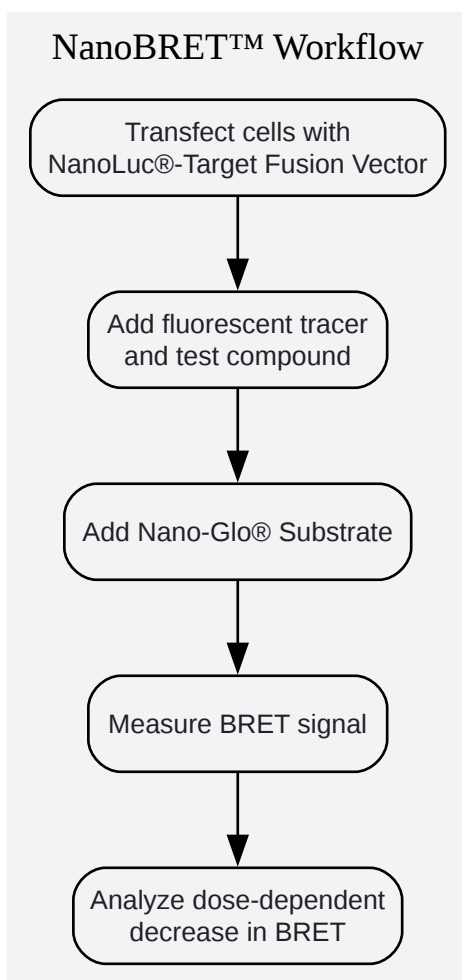 NanoBRET™ Workflow
Transfect cells with
NanoLuc®-Target Fusion Vector
Add fluorescent tracer
and test compound
Add Nano-Glo® Substrate
Measure BRET signal
Analyze dose-dependent
decrease in BRET